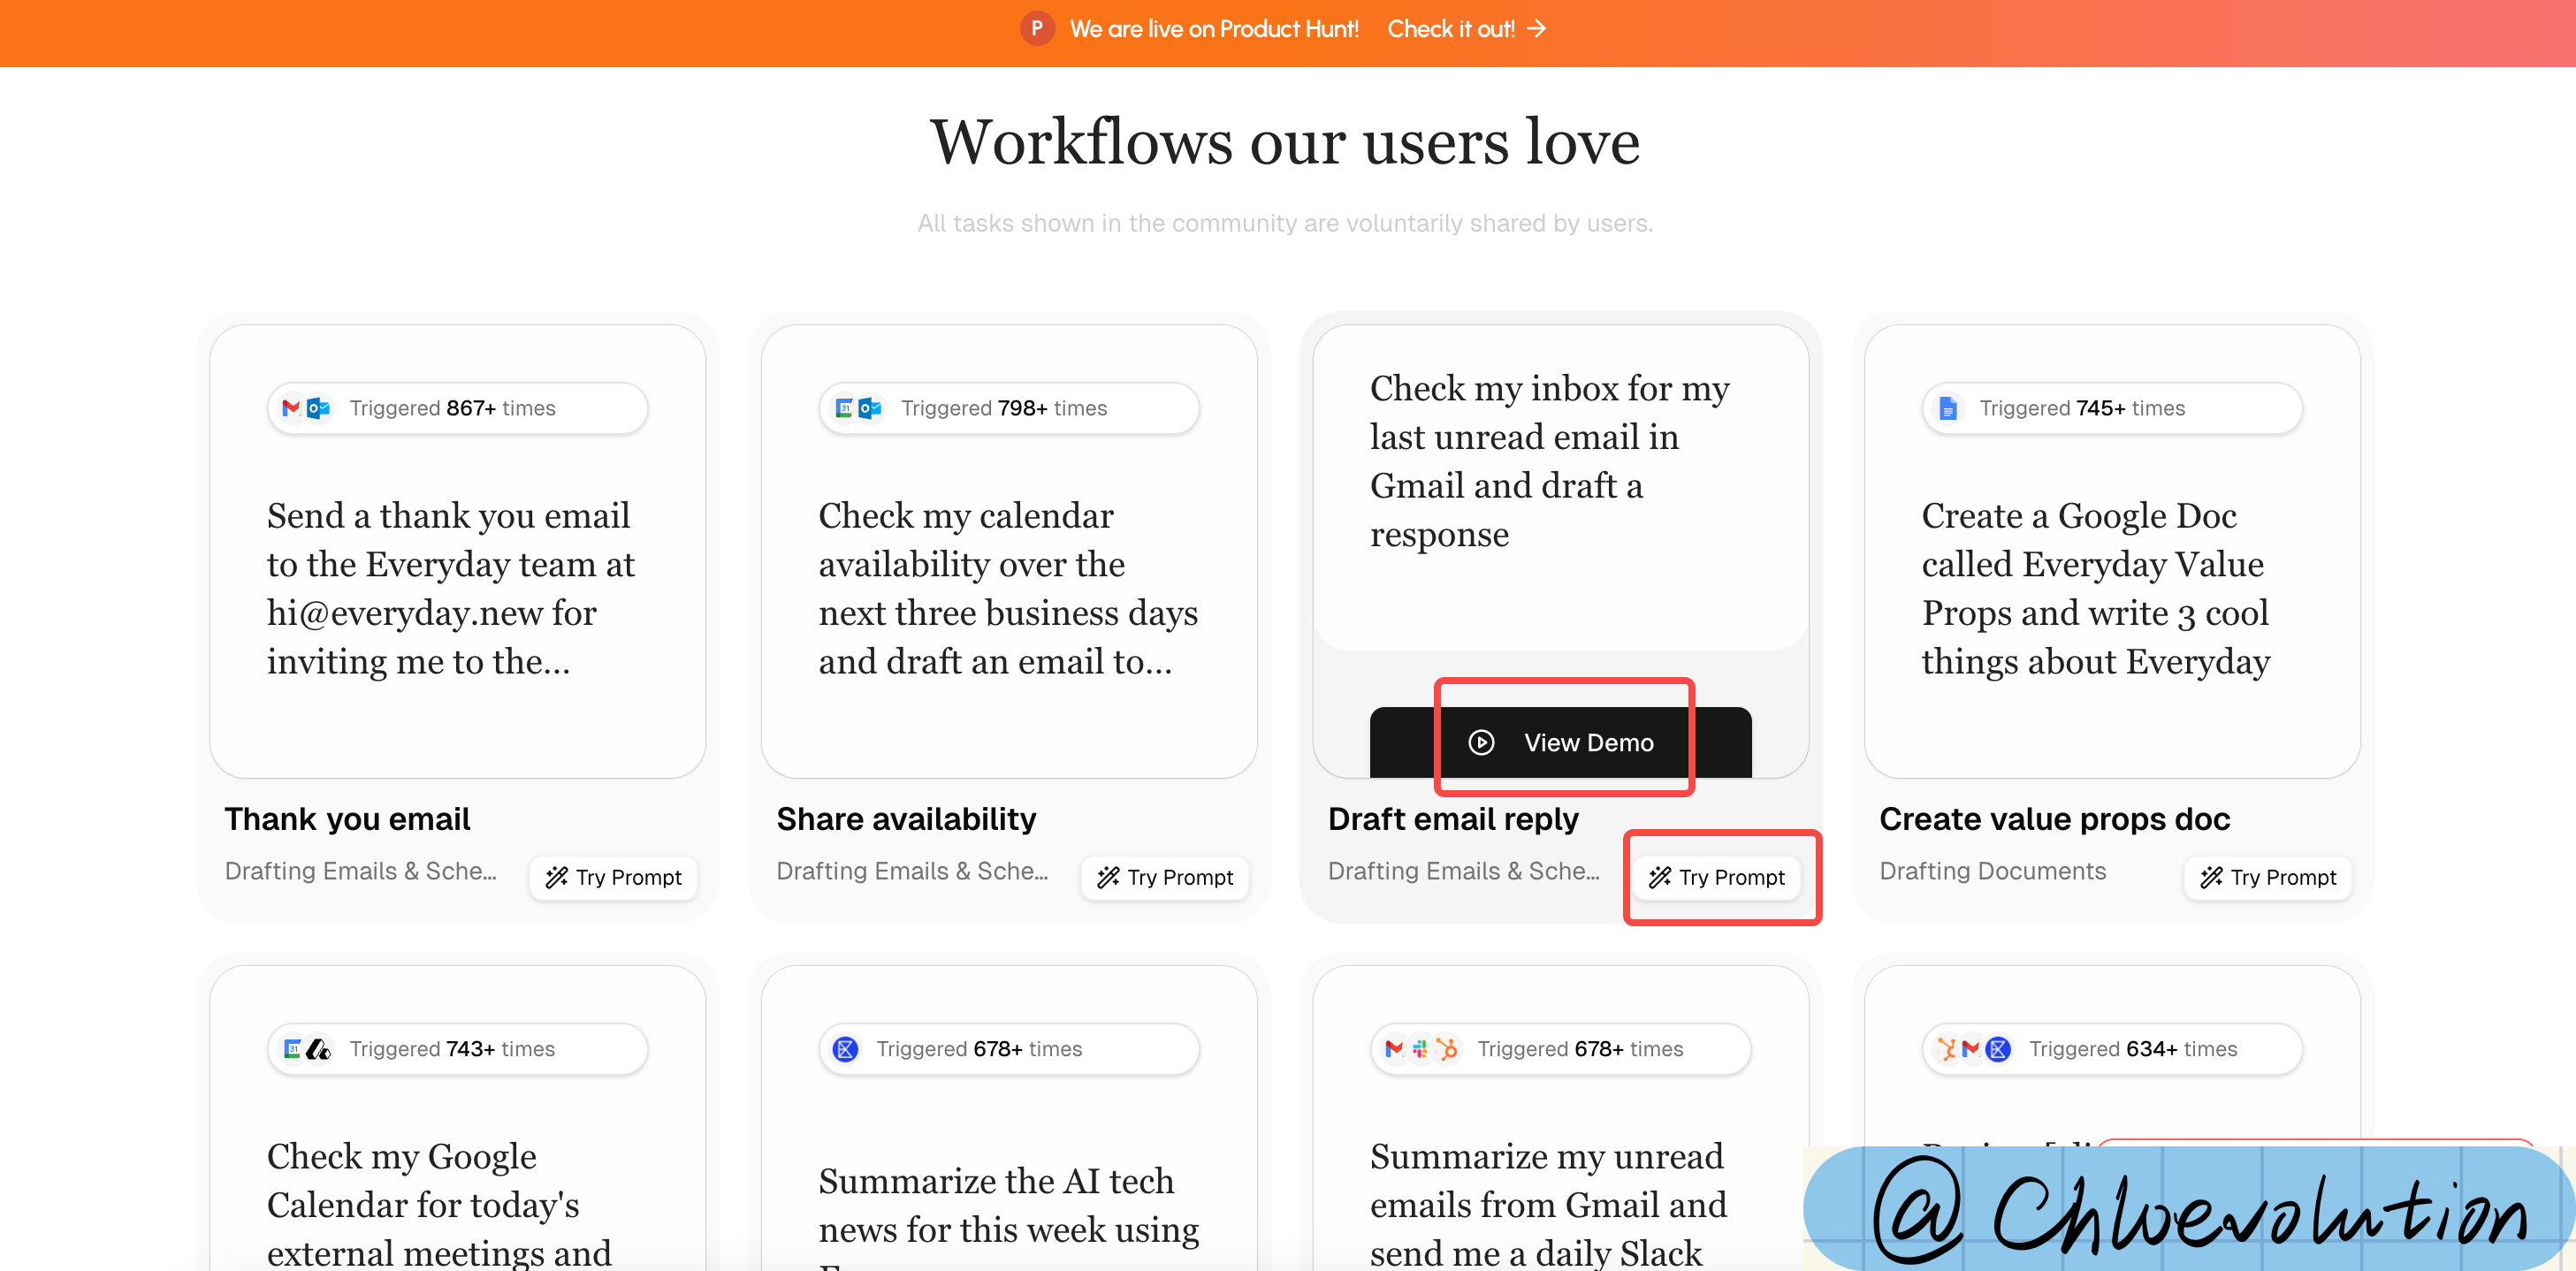 P We are live on Product Hunt! Check it out! →
Workflows our users love
All tasks shown in the community are voluntarily shared by users.
Triggered 867+ times
Send a thank you email
to the Everyday team at
hi@everyday.new for
inviting me to the...
Thank you email
Drafting Emails & Sche...
Try Prompt
Triggered 798+ times
Check my calendar
availability over the
next three business days
and draft an email to...
Share availability
Drafting Emails & Sche...
Try Prompt
Check my inbox for my
last unread email in
Gmail and draft a
response
View Demo
Draft email reply
Drafting Emails & Sche...
Try Prompt
Triggered 745+ times
Create a Google Doc
called Everyday Value
Props and write 3 cool
things about Everyday
Create value props doc
Drafting Documents
Try Prompt
Triggered 743+ times
Check my Google
Calendar for today's
external meetings and
Triggered 678+ times
Summarize the AI tech
news for this week using
Triggered 678+ times
Summarize my unread
emails from Gmail and
send me a daily Slack
Triggered 634+ times
@Chloevolution